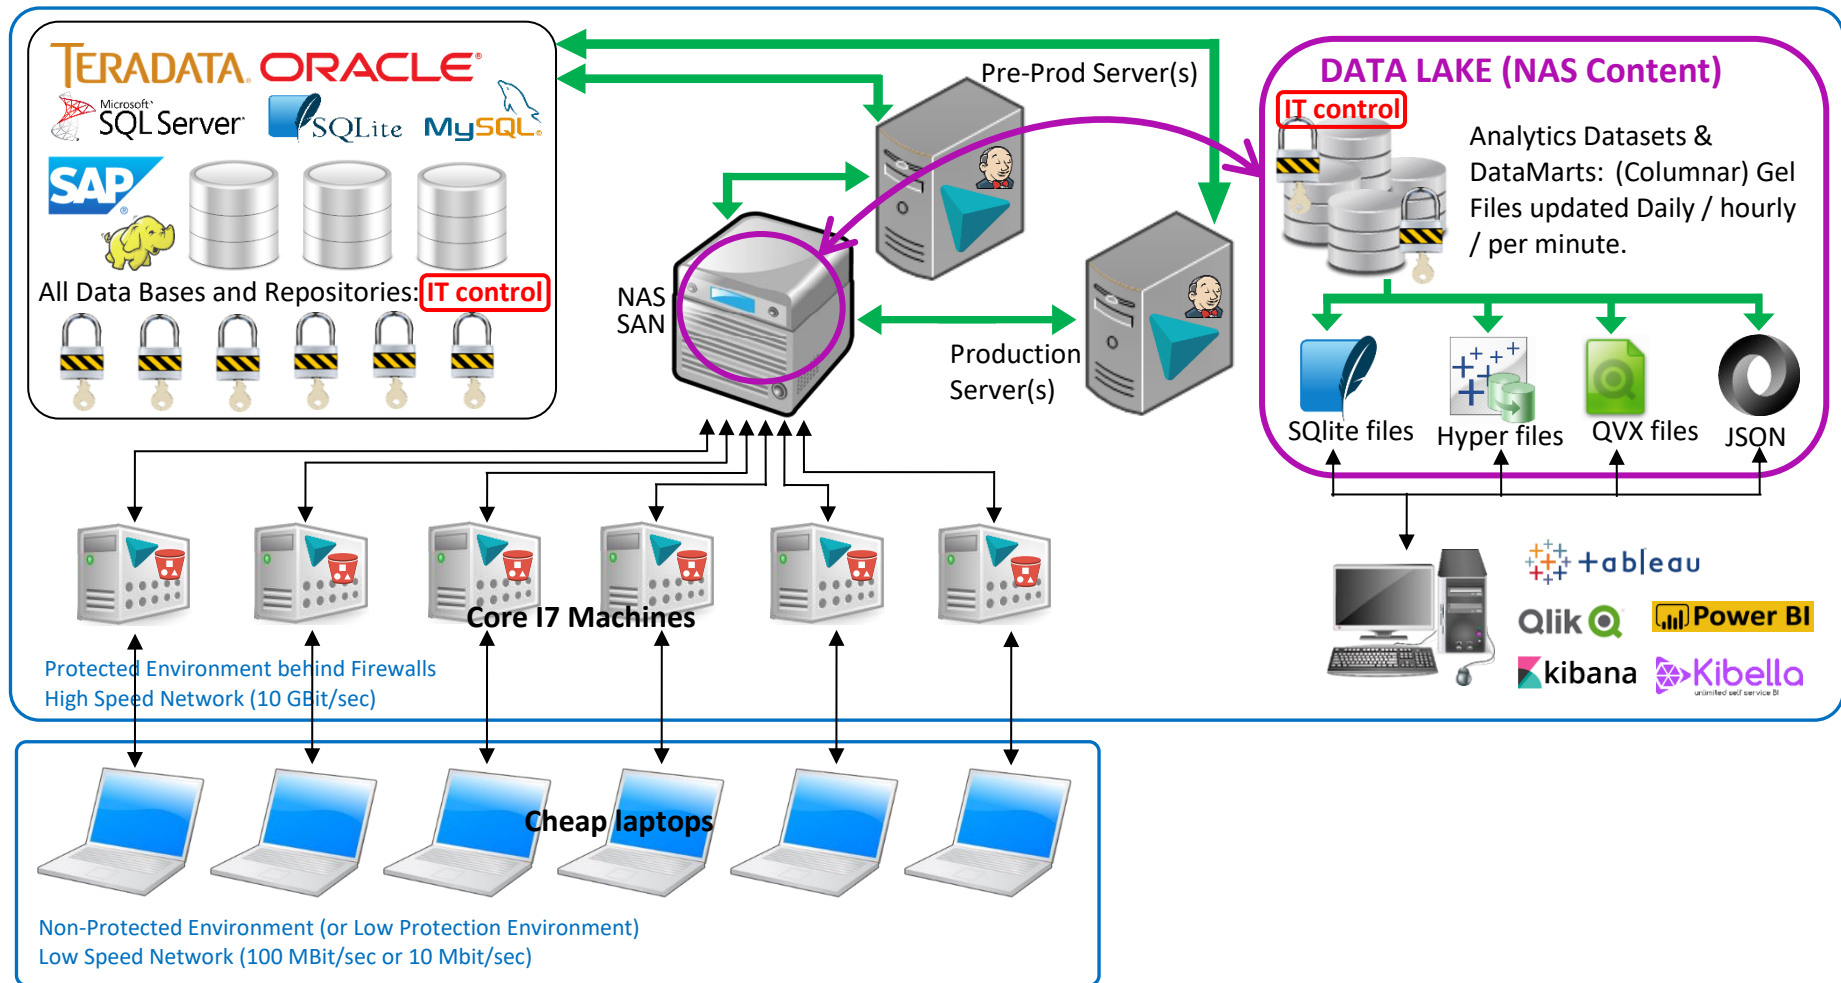 TERADATA. ORACLE®
Microsoft®
SQL Server®
SQLite
MySQL®
SAP®
All Data Bases and Repositories: IT control
Pre-Prod Server(s)
NAS
SAN
Production
Server(s)
DATA LAKE (NAS Content)
IT control
Analytics Datasets &
DataMarts: (Columnar) Gel
Files updated Daily / hourly
/ per minute.
SQlite files
Hyper files
QVX files
JSON
Core I7 Machines
Protected Environment behind Firewalls
High Speed Network (10 GBit/sec)
+ableau
Qlik
Power BI
kibana
Kibella
unlimited self service BI
Cheap laptops
Non-Protected Environment (or Low Protection Environment)
Low Speed Network (100 MBit/sec or 10 Mbit/sec)